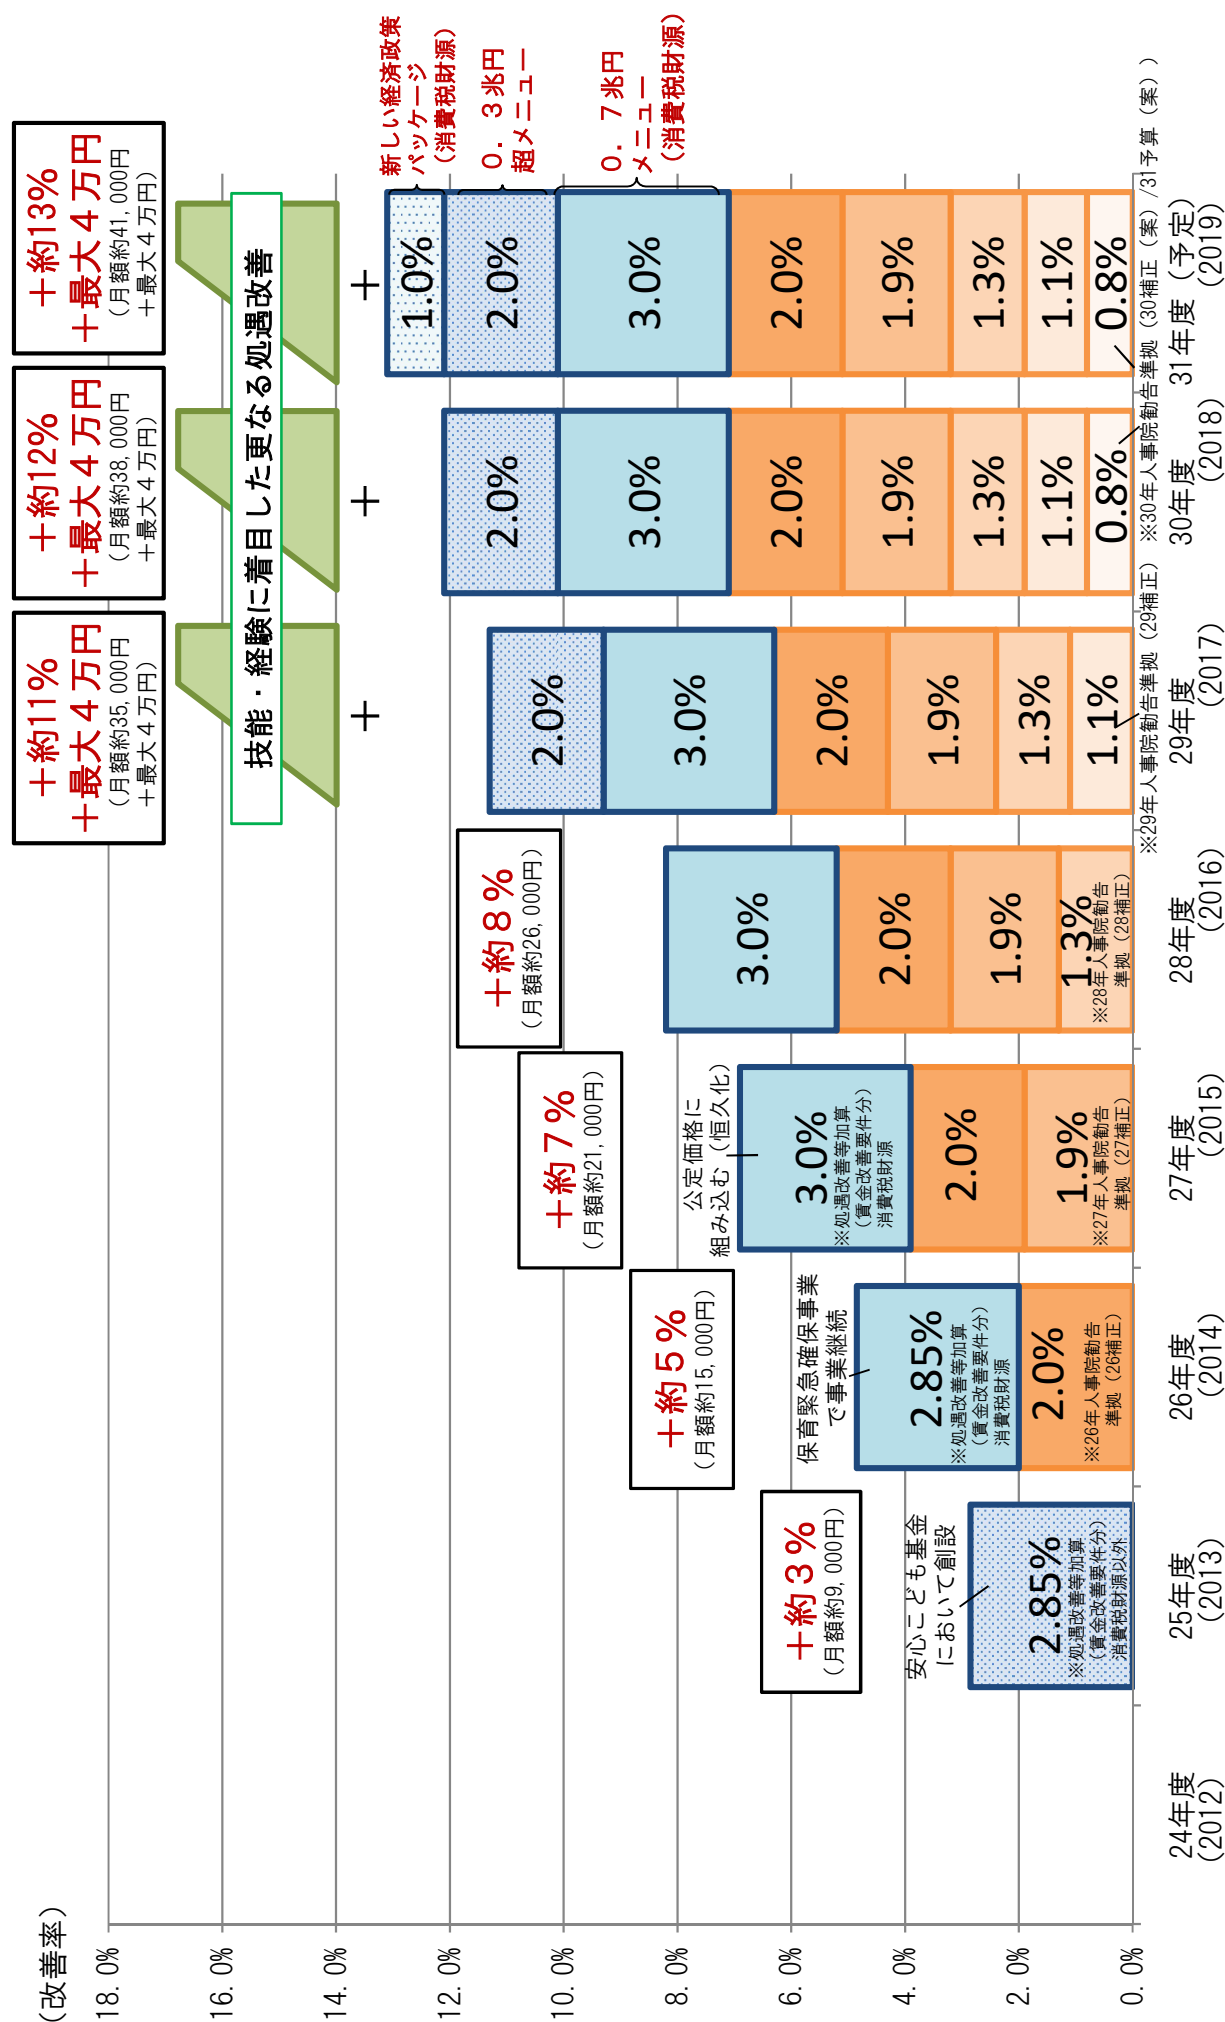 （改善率）
18.0%
16.0%
14.0%
12.0%
10.0%
8.0%
6.0%
4.0%
2.0%
0.0%
24年度
（2012）
25年度
（2013）
26年度
（2014）
27年度
（2015）
28年度
（2016）
29年度
（2017）
30年度
（2018）
31年度（予定）
（2019）
＋約３％
（月額約9,000円）
安心こども基金
において創設
2.85%
※処遇改善等加算
（賃金改善要件分）
消費税財源以外
＋約５％
（月額約15,000円）
保育緊急確保事業
で事業継続
2.85%
※処遇改善等加算
（賃金改善要件分）
消費税財源
2.0%
※26年人事院勧告
準拠（26補正）
＋約７％
（月額約21,000円）
公定価格に
組み込む（恒久化）
3.0%
※処遇改善等加算
（賃金改善要件分）
消費税財源
2.0%
1.9%
※27年人事院勧告
準拠（27補正）
＋約８％
（月額約26,000円）
3.0%
2.0%
1.9%
1.3%
※28年人事院勧告
準拠（28補正）
＋約11％
＋最大４万円
（月額約35,000円
＋最大４万円）
技能・経験に着目した更なる処遇改善
＋
2.0%
3.0%
2.0%
1.9%
1.3%
1.1%
※29年人事院勧告準拠（29補正）
＋約12％
＋最大４万円
（月額約38,000円
＋最大４万円）
＋
2.0%
3.0%
2.0%
1.9%
1.3%
1.1%
0.8%
※30年人事院勧告準拠（30補正（案）/31予算（案））
＋約13％
＋最大４万円
（月額約41,000円
＋最大４万円）
＋
1.0%
2.0%
3.0%
2.0%
1.9%
1.3%
1.1%
0.8%
新しい経済政策
パッケージ
（消費税財源）
０．３兆円
超メニュー
０．７兆円
メニュー
（消費税財源）